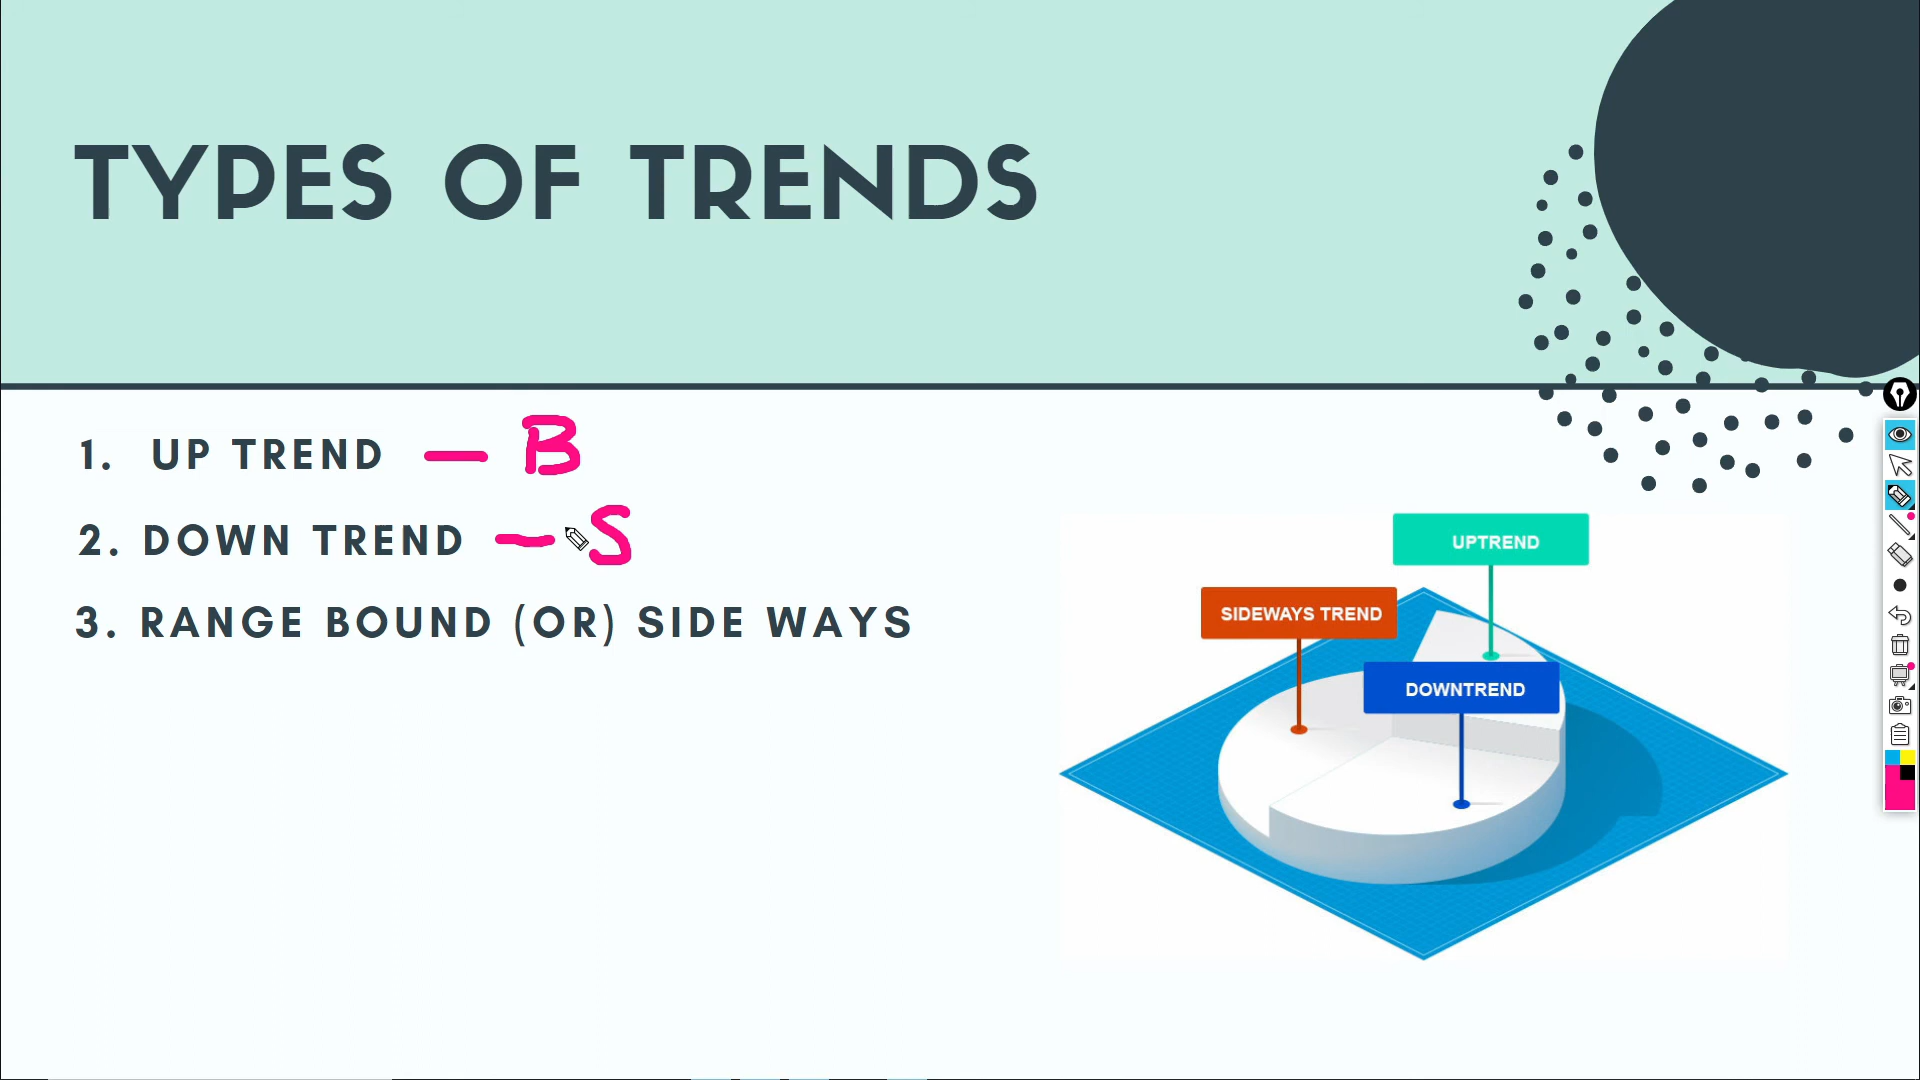 TYPES OF TRENDS
1. UP TREND — B
2. DOWN TREND — S
3. RANGE BOUND (OR) SIDE WAYS
UPTREND
SIDEWAYS TREND
DOWNTREND